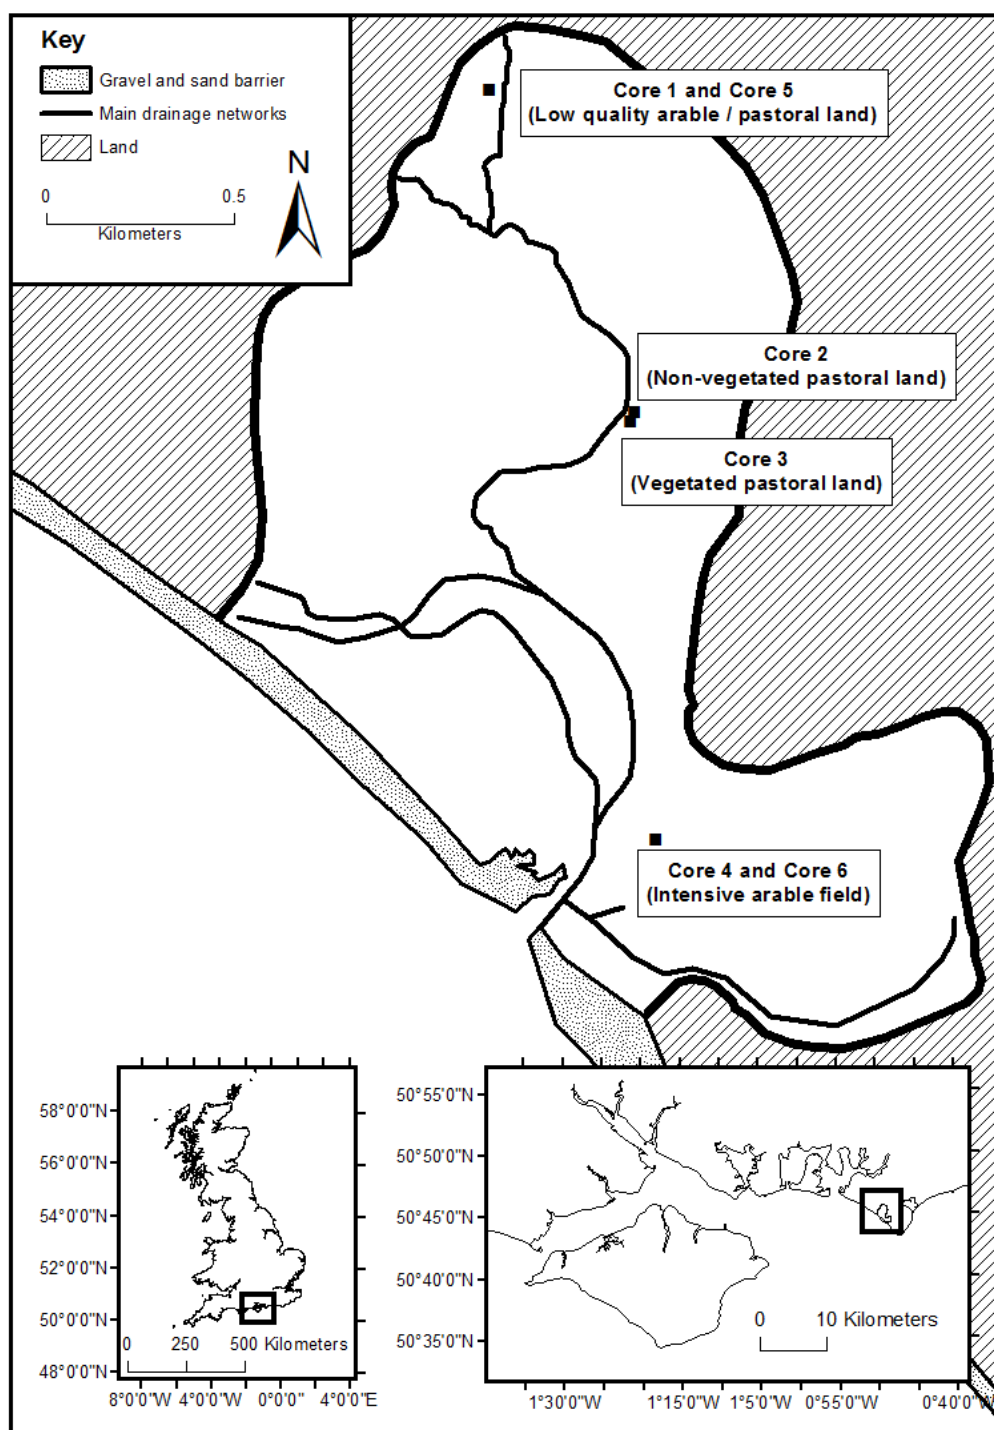 Key
Gravel and sand barrier
Main drainage networks
Land
0 0.5
Kilometers
N
Core 1 and Core 5
(Low quality arable / pastoral land)
Core 2
(Non-vegetated pastoral land)
Core 3
(Vegetated pastoral land)
Core 4 and Core 6
(Intensive arable field)
58°0'0"N
56°0'0"N
54°0'0"N
52°0'0"N
50°0'0"N
48°0'0"N
0 250 500 Kilometers
8°0'0"W 4°0'0"W 0°0'0" 4°0'0"E
50°55'0"N
50°50'0"N
50°45'0"N
50°40'0"N
50°35'0"N
0 10 Kilometers
1°30'0"W 1°15'0"W 1°5'0"W 0°55'0"W 0°40'0"W